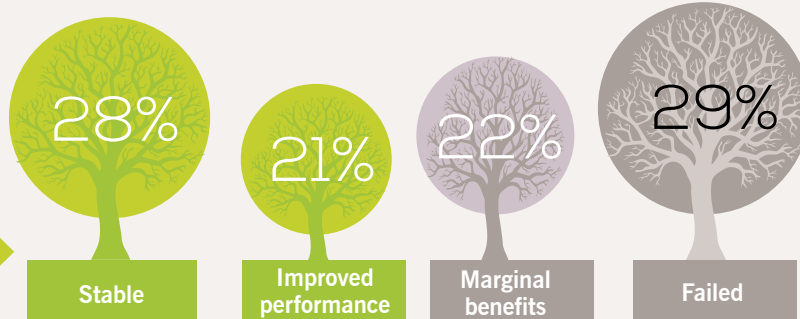 28%
21%
22%
29%
Stable
Improved
performance
Marginal
benefits
Failed